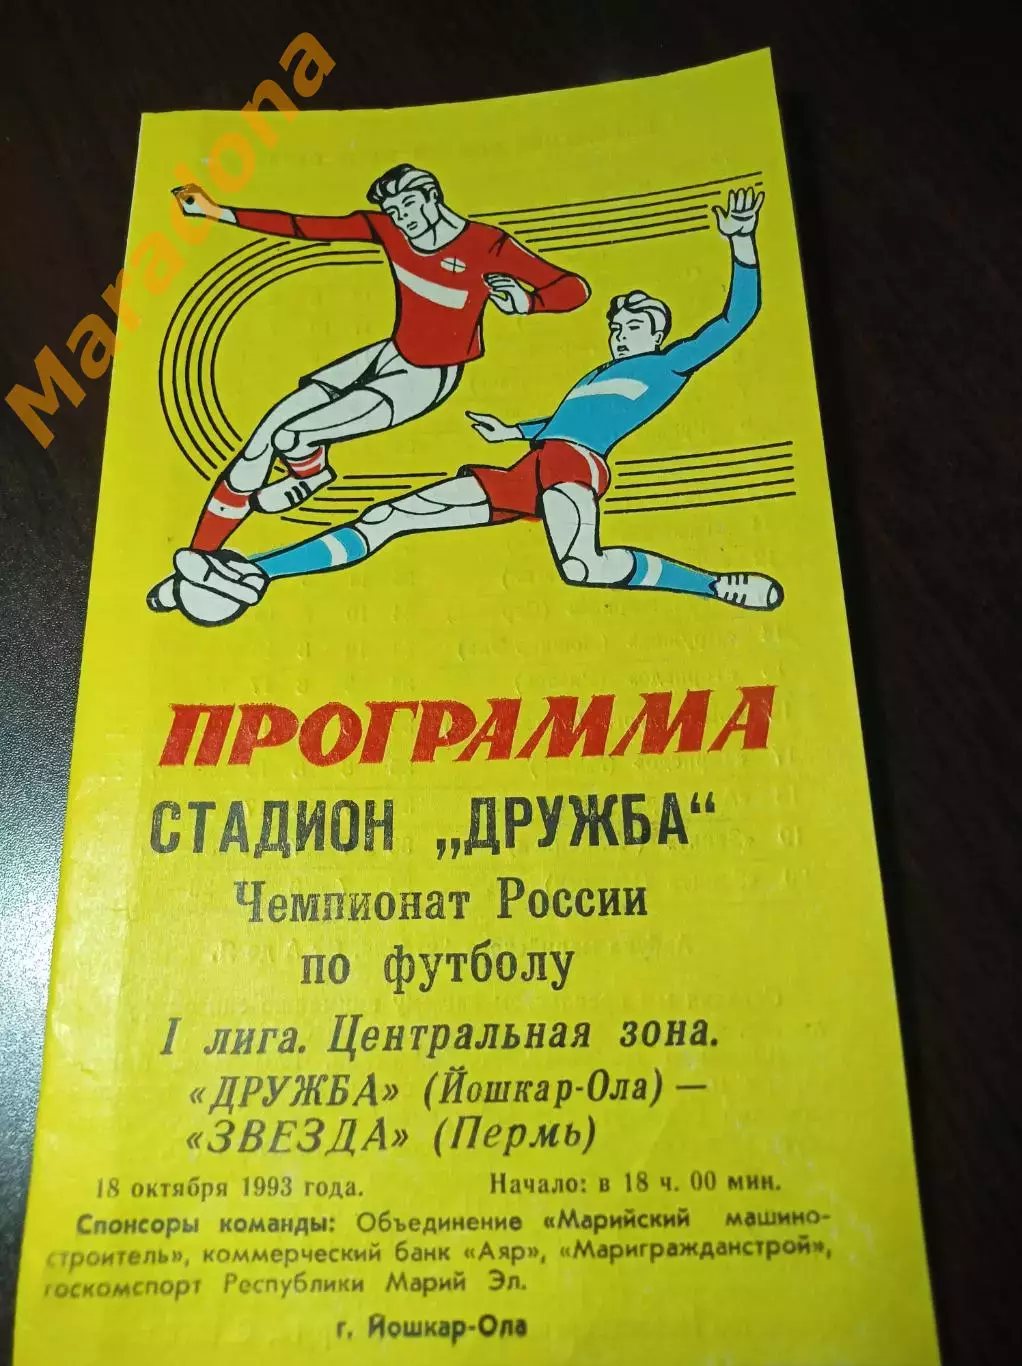 Maradona
ПРОГРАММА
СТАДИОН „ДРУЖБА“
Чемпионат России
по футболу
I лига. Центральная зона.
«ДРУЖБА» (Йошкар-Ола) —
«ЗВЕЗДА» (Пермь)
18 октября 1993 года. Начало: в 18 ч. 00 мин.
Спонсоры команды: Объединение «Марийский машино-
строитель», коммерческий банк «Аяр», «Маригражданстрой»,
госкомспорт Республики Марий Эл.
г. Йошкар-Ола